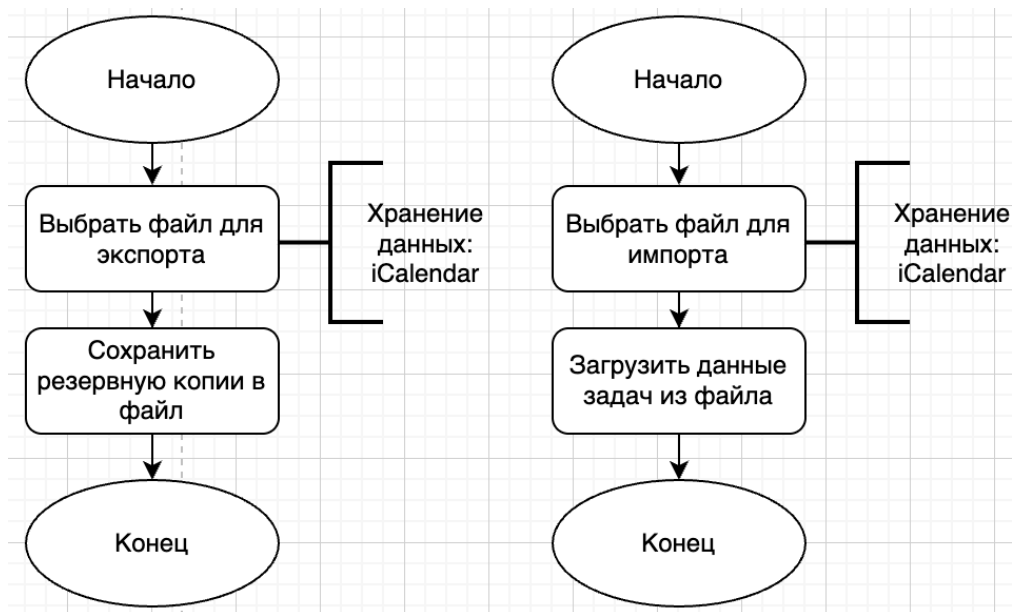 Начало
Выбрать файл для
экспорта
Хранение
данных:
iCalendar
Сохранить
резервную копии в
файл
Конец
Начало
Выбрать файл для
импорта
Хранение
данных:
iCalendar
Загрузить данные
задач из файла
Конец